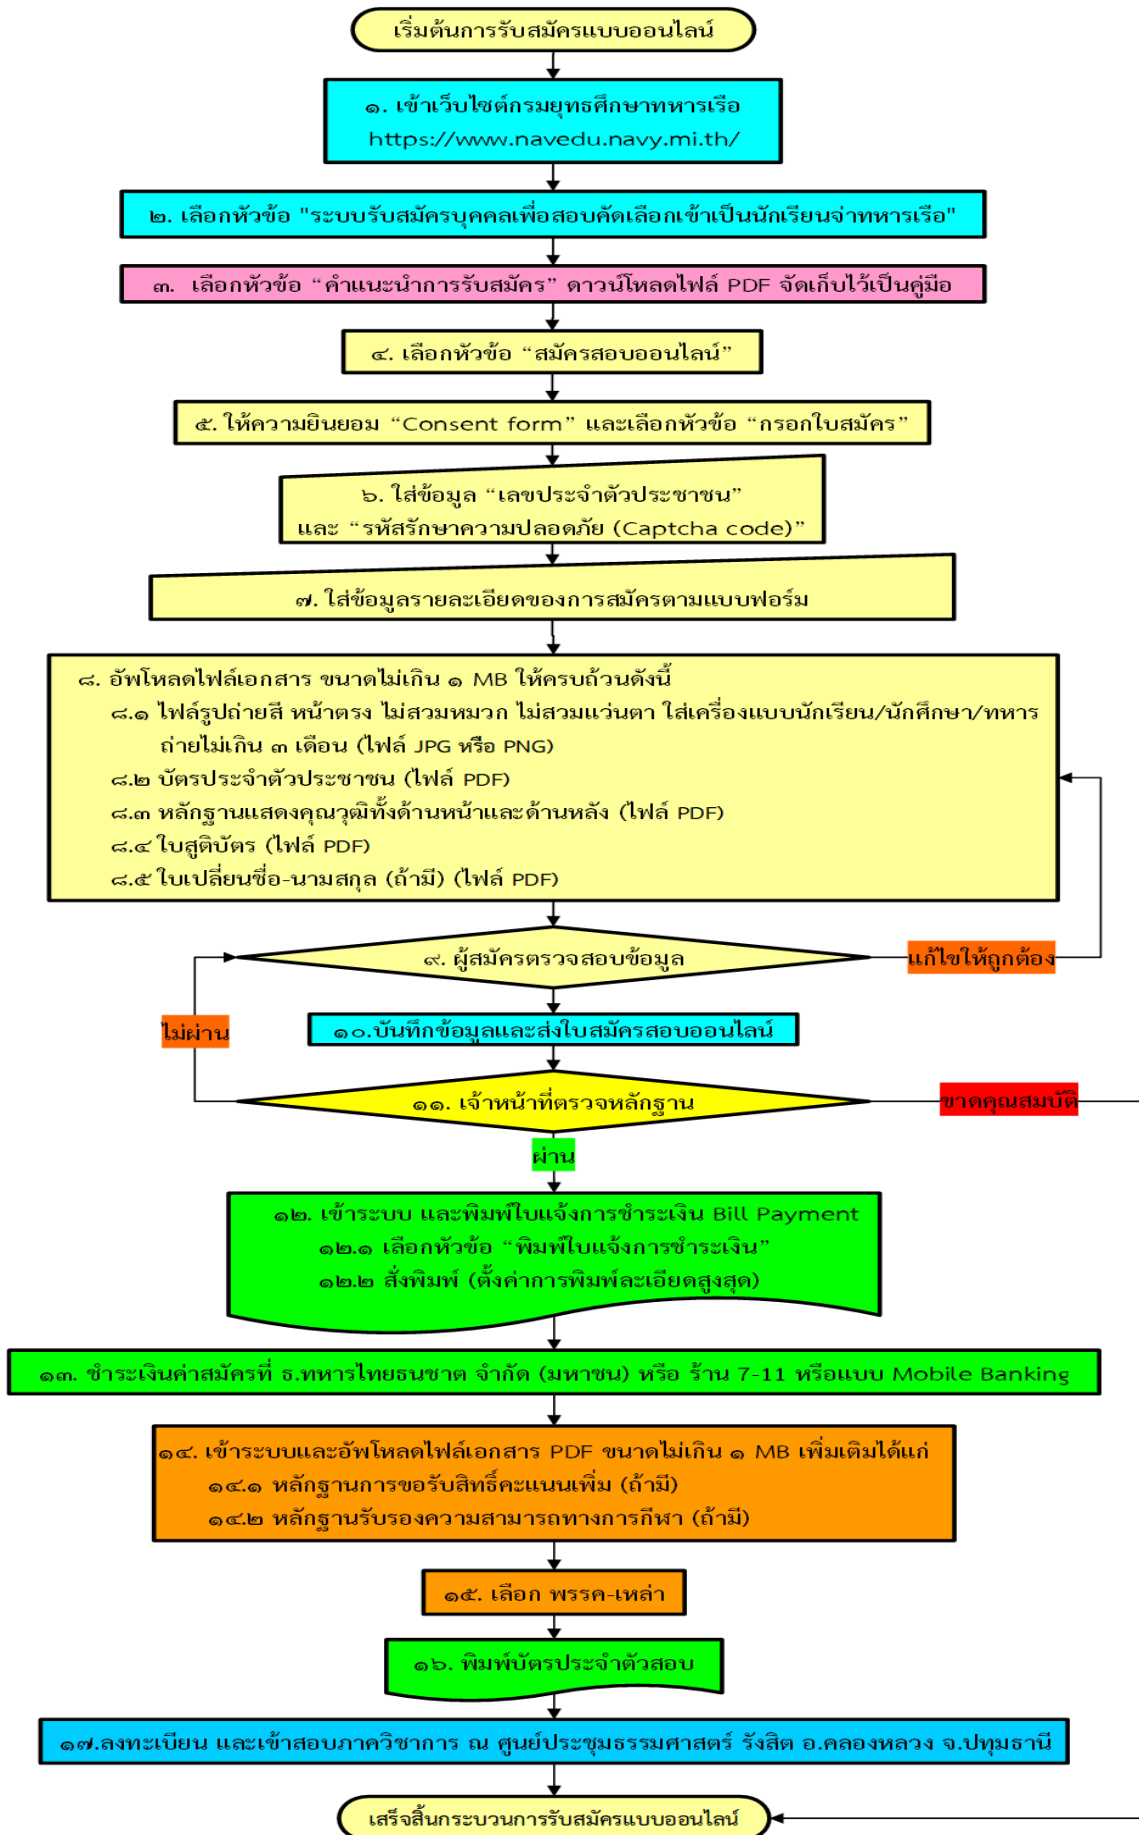 เริ่มต้นการรับสมัครแบบออนไลน์
๑. เข้าเว็บไซต์กรมยุทธศึกษาทหารเรือ
https://www.navedu.navy.mi.th/
๒. เลือกหัวข้อ "ระบบรับสมัครบุคคลเพื่อสอบคัดเลือกเข้าเป็นนักเรียนจ่าทหารเรือ"
๓. เลือกหัวข้อ “คำแนะนำการรับสมัคร” ดาวน์โหลดไฟล์ PDF จัดเก็บไว้เป็นคู่มือ
๔. เลือกหัวข้อ “สมัครสอบออนไลน์”
๕. ให้ความยินยอม “Consent form” และเลือกหัวข้อ “กรอกใบสมัคร”
๖. ใส่ข้อมูล “เลขประจำตัวประชาชน”
และ “รหัสรักษาความปลอดภัย (Captcha code)”
๗. ใส่ข้อมูลรายละเอียดของการสมัครตามแบบฟอร์ม
๘. อัพโหลดไฟล์เอกสาร ขนาดไม่เกิน ๑ MB ให้ครบถ้วนดังนี้
๘.๑ ไฟล์รูปถ่ายสี หน้าตรง ไม่สวมหมวก ไม่สวมแว่นตา ใส่เครื่องแบบนักเรียน/นักศึกษา/ทหาร
ถ่ายไม่เกิน ๓ เดือน (ไฟล์ JPG หรือ PNG)
๘.๒ บัตรประจำตัวประชาชน (ไฟล์ PDF)
๘.๓ หลักฐานแสดงคุณวุฒิทั้งด้านหน้าและด้านหลัง (ไฟล์ PDF)
๘.๔ ใบสูติบัตร (ไฟล์ PDF)
๘.๕ ใบเปลี่ยนชื่อ-นามสกุล (ถ้ามี) (ไฟล์ PDF)
๙. ผู้สมัครตรวจสอบข้อมูล
แก้ไขให้ถูกต้อง
ไม่ผ่าน
๑๐.บันทึกข้อมูลและส่งใบสมัครสอบออนไลน์
๑๑. เจ้าหน้าที่ตรวจหลักฐาน
ขาดคุณสมบัติ
ผ่าน
๑๒. เข้าระบบ และพิมพ์ใบแจ้งการชำระเงิน Bill Payment
๑๒.๑ เลือกหัวข้อ “พิมพ์ใบแจ้งการชำระเงิน”
๑๒.๒ สั่งพิมพ์ (ตั้งค่าการพิมพ์ละเอียดสูงสุด)
๑๓. ชำระเงินค่าสมัครที่ ธ.ทหารไทยธนชาต จำกัด (มหาชน) หรือ ร้าน 7-11 หรือแบบ Mobile Banking
๑๔. เข้าระบบและอัพโหลดไฟล์เอกสาร PDF ขนาดไม่เกิน ๑ MB เพิ่มเติมได้แก่
๑๔.๑ หลักฐานการขอรับสิทธิ์คะแนนเพิ่ม (ถ้ามี)
๑๔.๒ หลักฐานรับรองความสามารถทางการกีฬา (ถ้ามี)
๑๕. เลือก พรรค-เหล่า
๑๖. พิมพ์บัตรประจำตัวสอบ
๑๗.ลงทะเบียน และเข้าสอบภาควิชาการ ณ ศูนย์ประชุมธรรมศาสตร์ รังสิต อ.คลองหลวง จ.ปทุมธานี
เสร็จสิ้นกระบวนการรับสมัครแบบออนไลน์